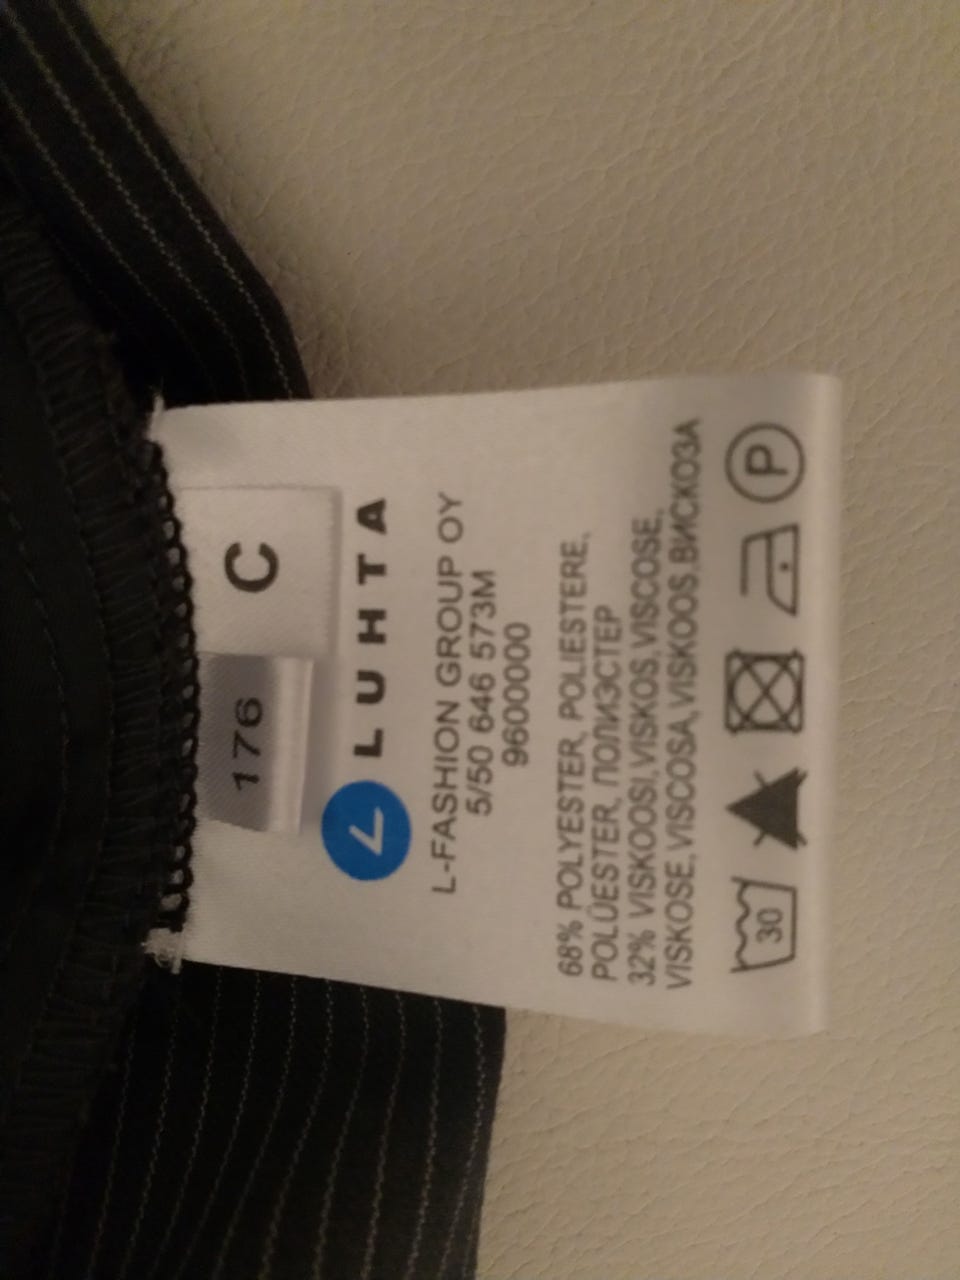 176
C
LUHTA
L-FASHION GROUP OY
5/50 646 573M
9600000
68% POLYESTER, POLIESTERE,
POLÜESTER, ПОЛИЭСТЕР
32% VISKOOSI,VISKOS,VISCOSE,
VISKOSE,VISCOSA,VISKOOS,ВИСКОЗА
30
P